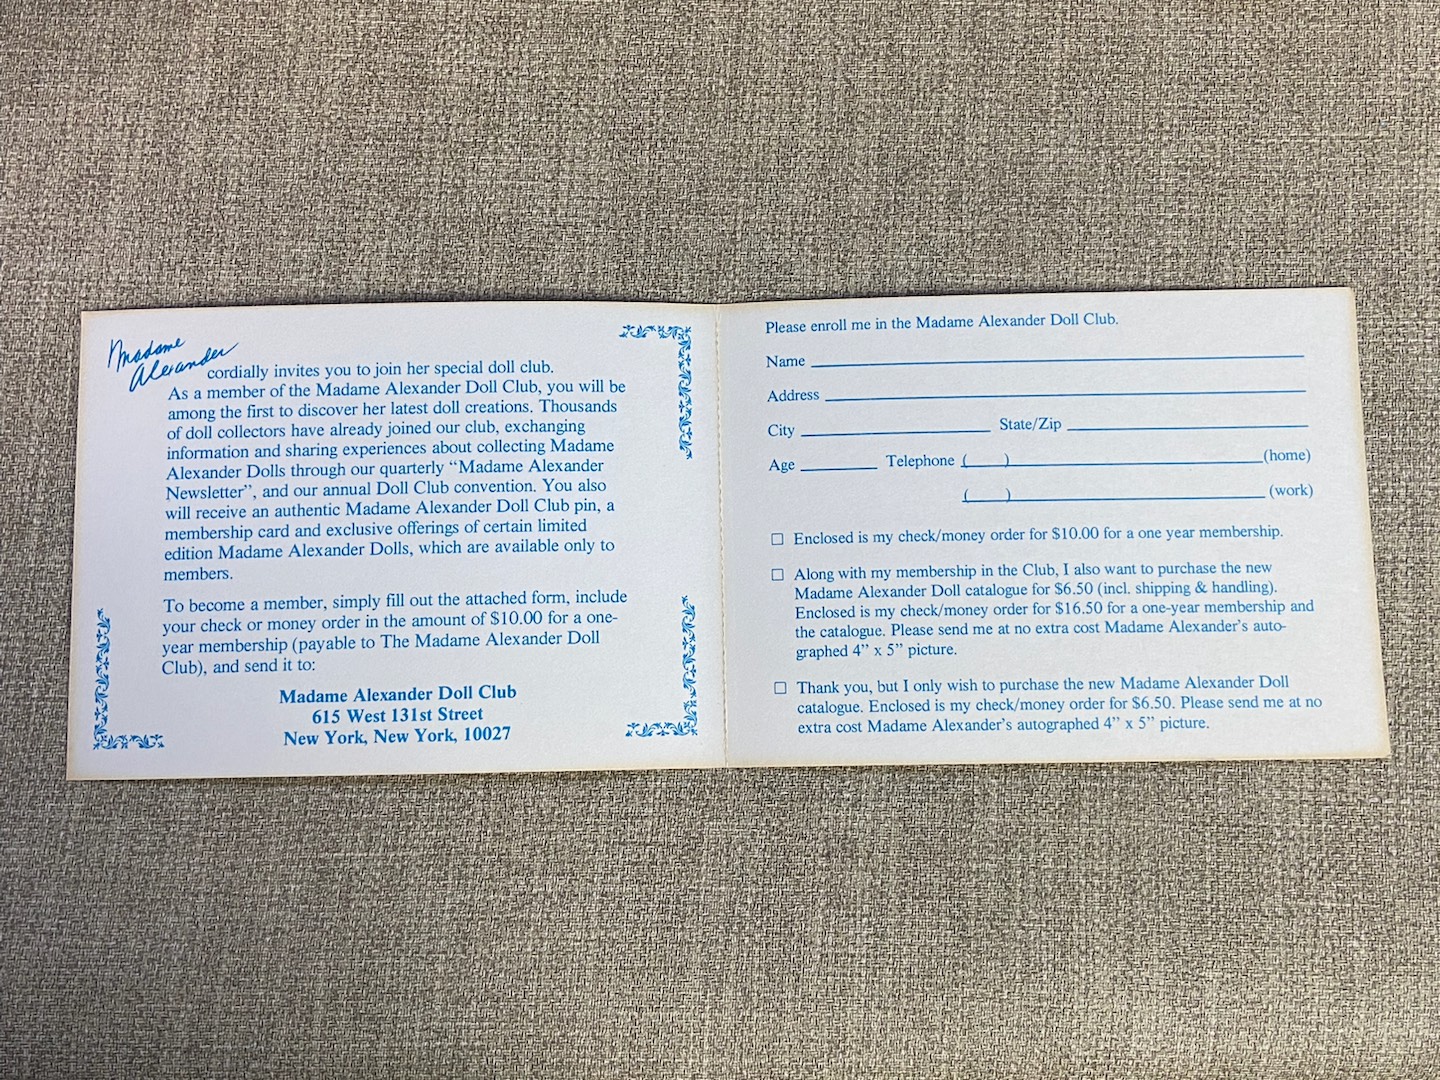 Madame
Alexander
cordially invites you to join her special doll club.
As a member of the Madame Alexander Doll Club, you will be
among the first to discover her latest doll creations. Thousands
of doll collectors have already joined our club, exchanging
information and sharing experiences about collecting Madame
Alexander Dolls through our quarterly “Madame Alexander
Newsletter”, and our annual Doll Club convention. You also
will receive an authentic Madame Alexander Doll Club pin, a
membership card and exclusive offerings of certain limited
edition Madame Alexander Dolls, which are available only to
members.
To become a member, simply fill out the attached form, include
your check or money order in the amount of $10.00 for a one-
year membership (payable to The Madame Alexander Doll
Club), and send it to:
Madame Alexander Doll Club
615 West 131st Street
New York, New York, 10027
Please enroll me in the Madame Alexander Doll Club.
Name
Address
City State/Zip
Age Telephone ( ) (home)
( ) (work)
☐ Enclosed is my check/money order for $10.00 for a one year membership.
☐ Along with my membership in the Club, I also want to purchase the new
Madame Alexander Doll catalogue for $6.50 (incl. shipping & handling).
Enclosed is my check/money order for $16.50 for a one-year membership and
the catalogue. Please send me at no extra cost Madame Alexander’s auto-
graphed 4” x 5” picture.
☐ Thank you, but I only wish to purchase the new Madame Alexander Doll
catalogue. Enclosed is my check/money order for $6.50. Please send me at no
extra cost Madame Alexander’s autographed 4” x 5” picture.